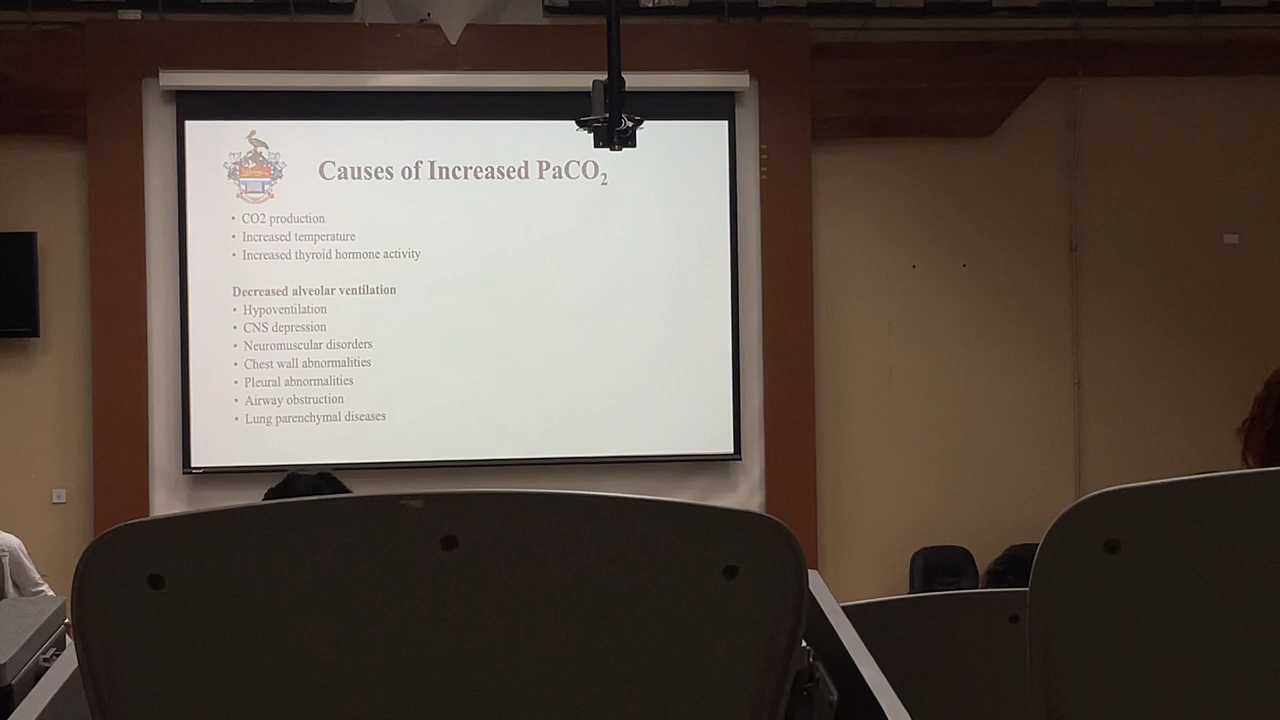 Causes of Increased PaCO₂
• CO2 production
• Increased temperature
• Increased thyroid hormone activity
Decreased alveolar ventilation
• Hypoventilation
• CNS depression
• Neuromuscular disorders
• Chest wall abnormalities
• Pleural abnormalities
• Airway obstruction
• Lung parenchymal diseases